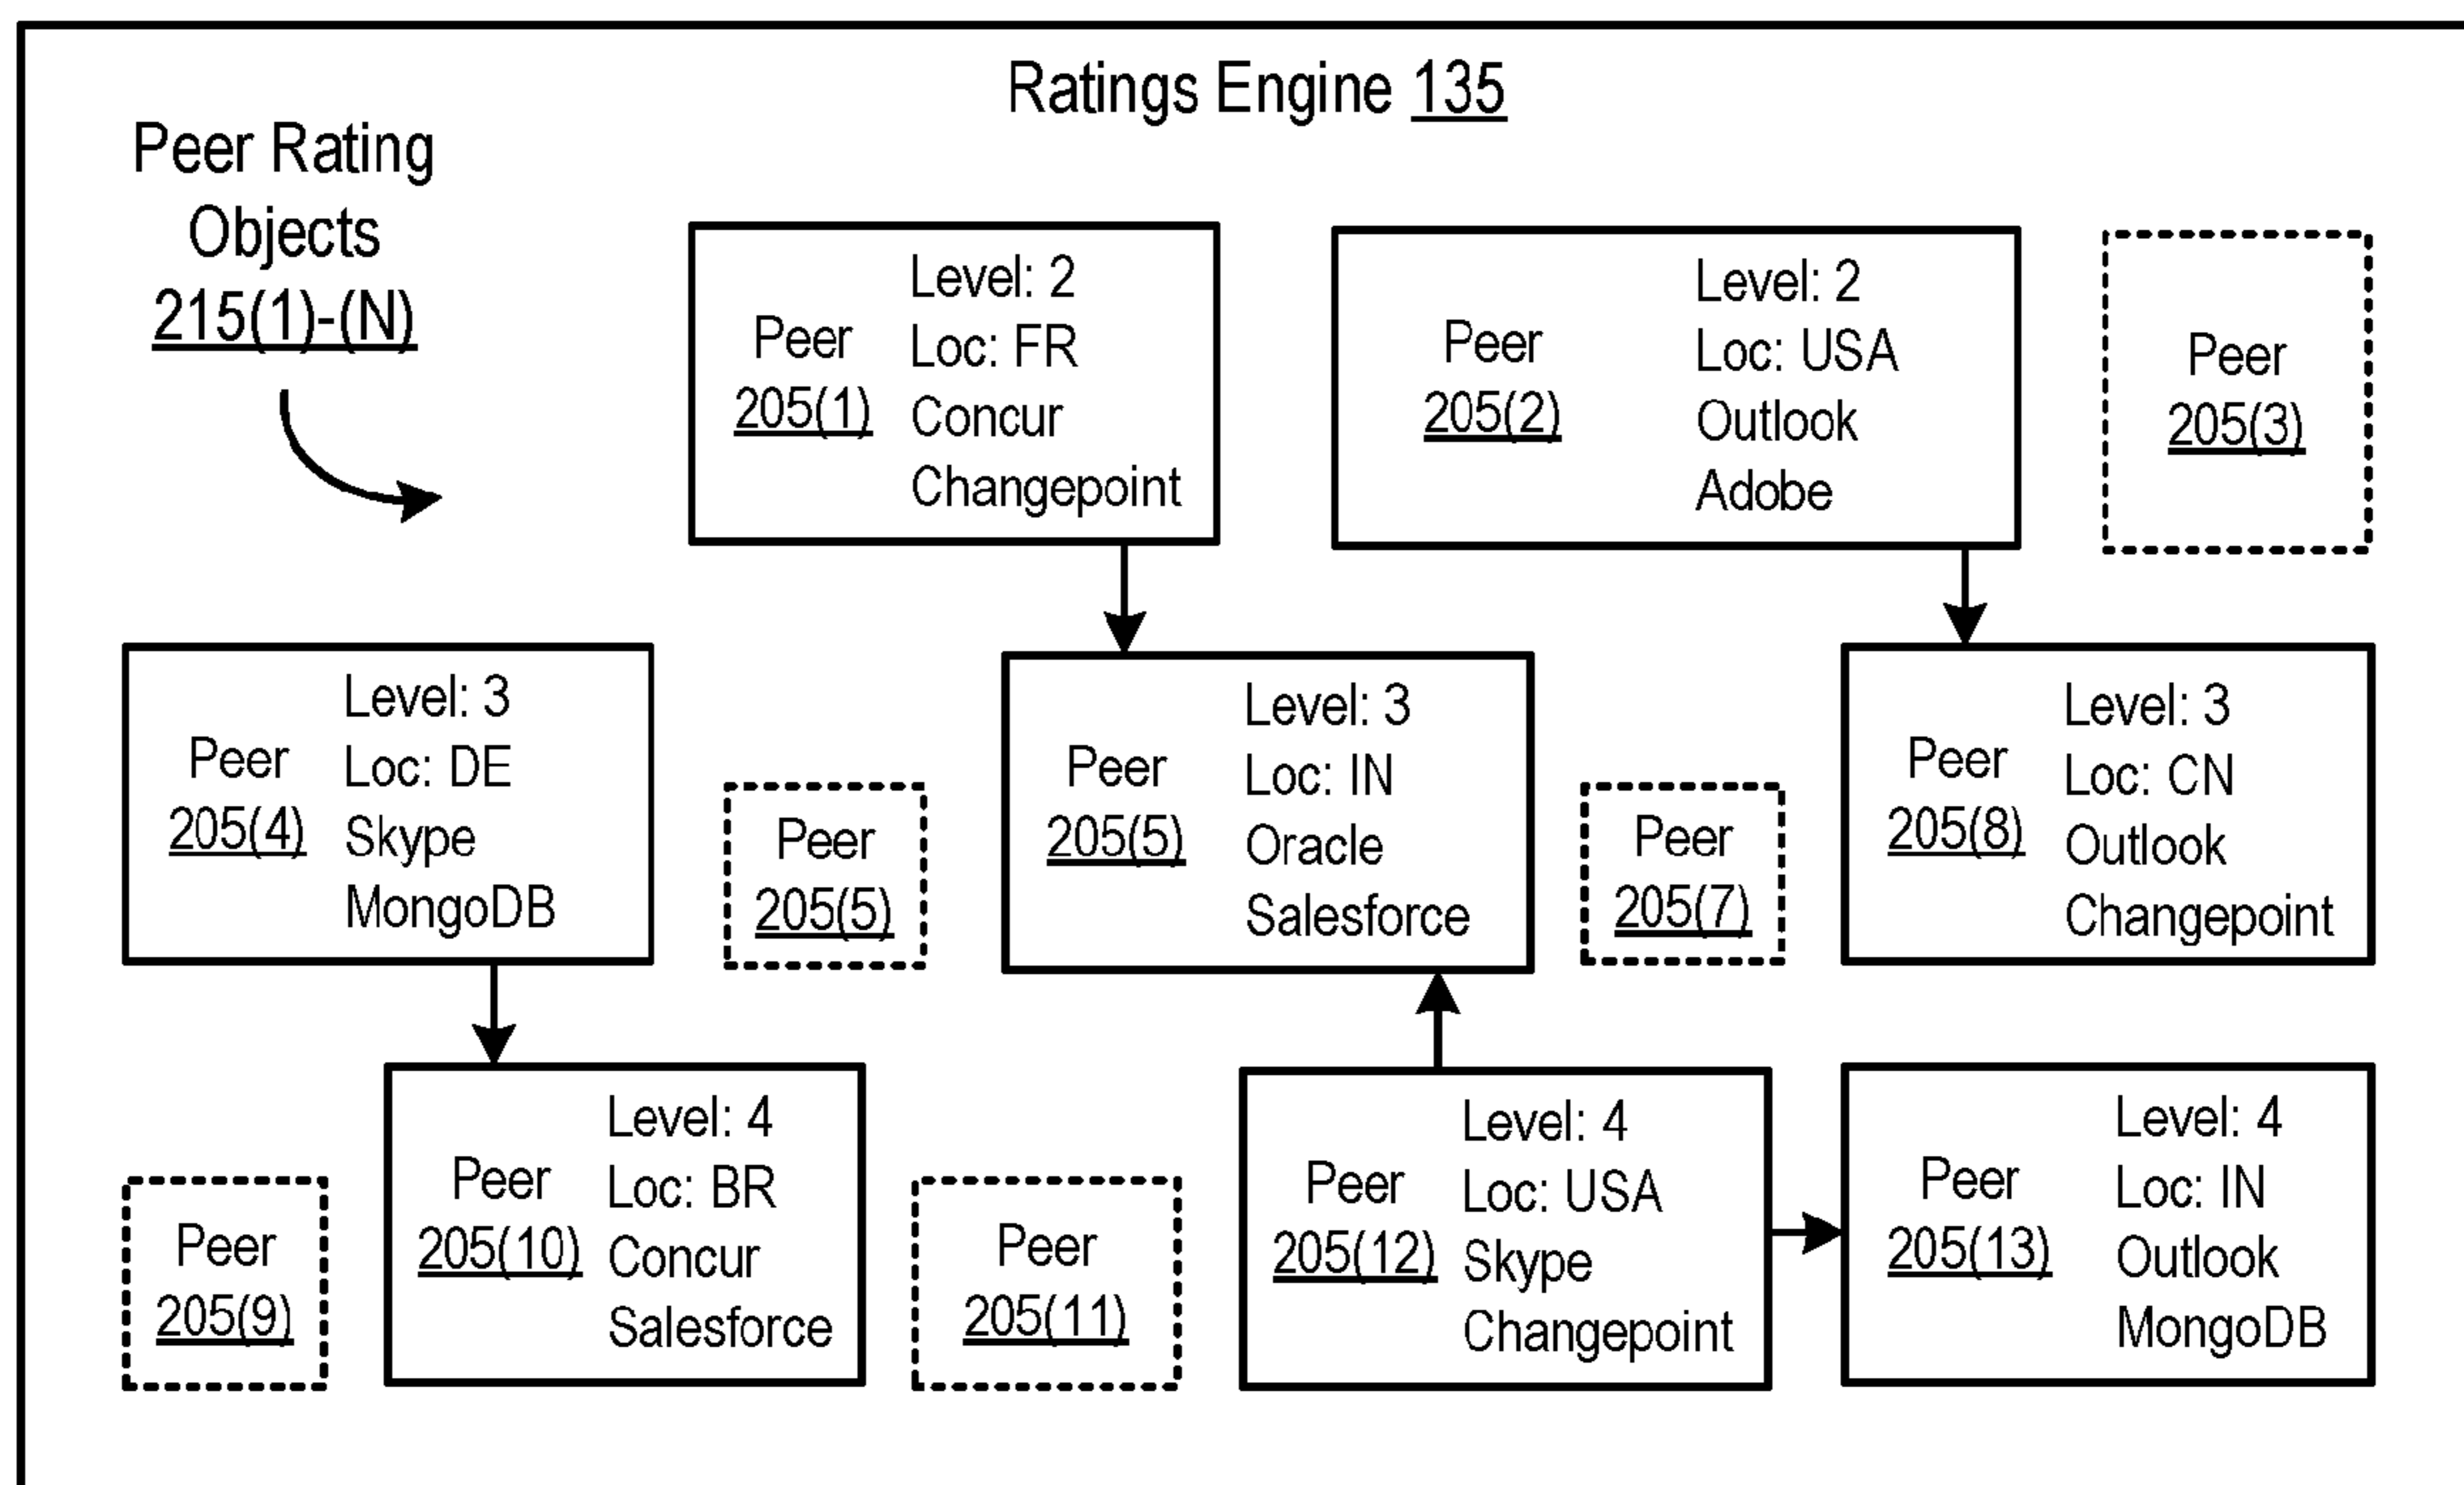 Ratings Engine 135
Peer Rating
Objects
215(1)-(N)
Peer
205(1)
Level: 2
Loc: FR
Concur
Changepoint
Peer
205(2)
Level: 2
Loc: USA
Outlook
Adobe
Peer
205(3)
Peer
205(4)
Level: 3
Loc: DE
Skype
MongoDB
Peer
205(5)
Peer
205(5)
Level: 3
Loc: IN
Oracle
Salesforce
Peer
205(7)
Peer
205(8)
Level: 3
Loc: CN
Outlook
Changepoint
Peer
205(9)
Peer
205(10)
Level: 4
Loc: BR
Concur
Salesforce
Peer
205(11)
Peer
205(12)
Level: 4
Loc: USA
Skype
Changepoint
Peer
205(13)
Level: 4
Loc: IN
Outlook
MongoDB